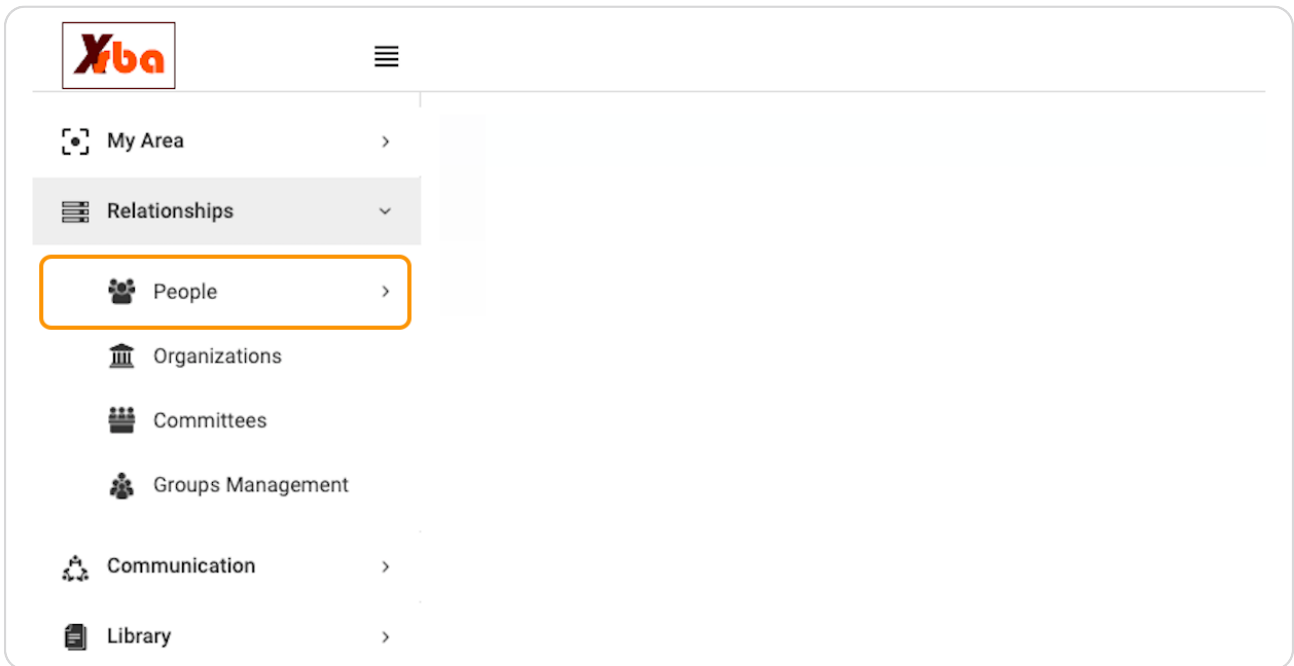 Xrba
My Area
Relationships
People
Organizations
Committees
Groups Management
Communication
Library